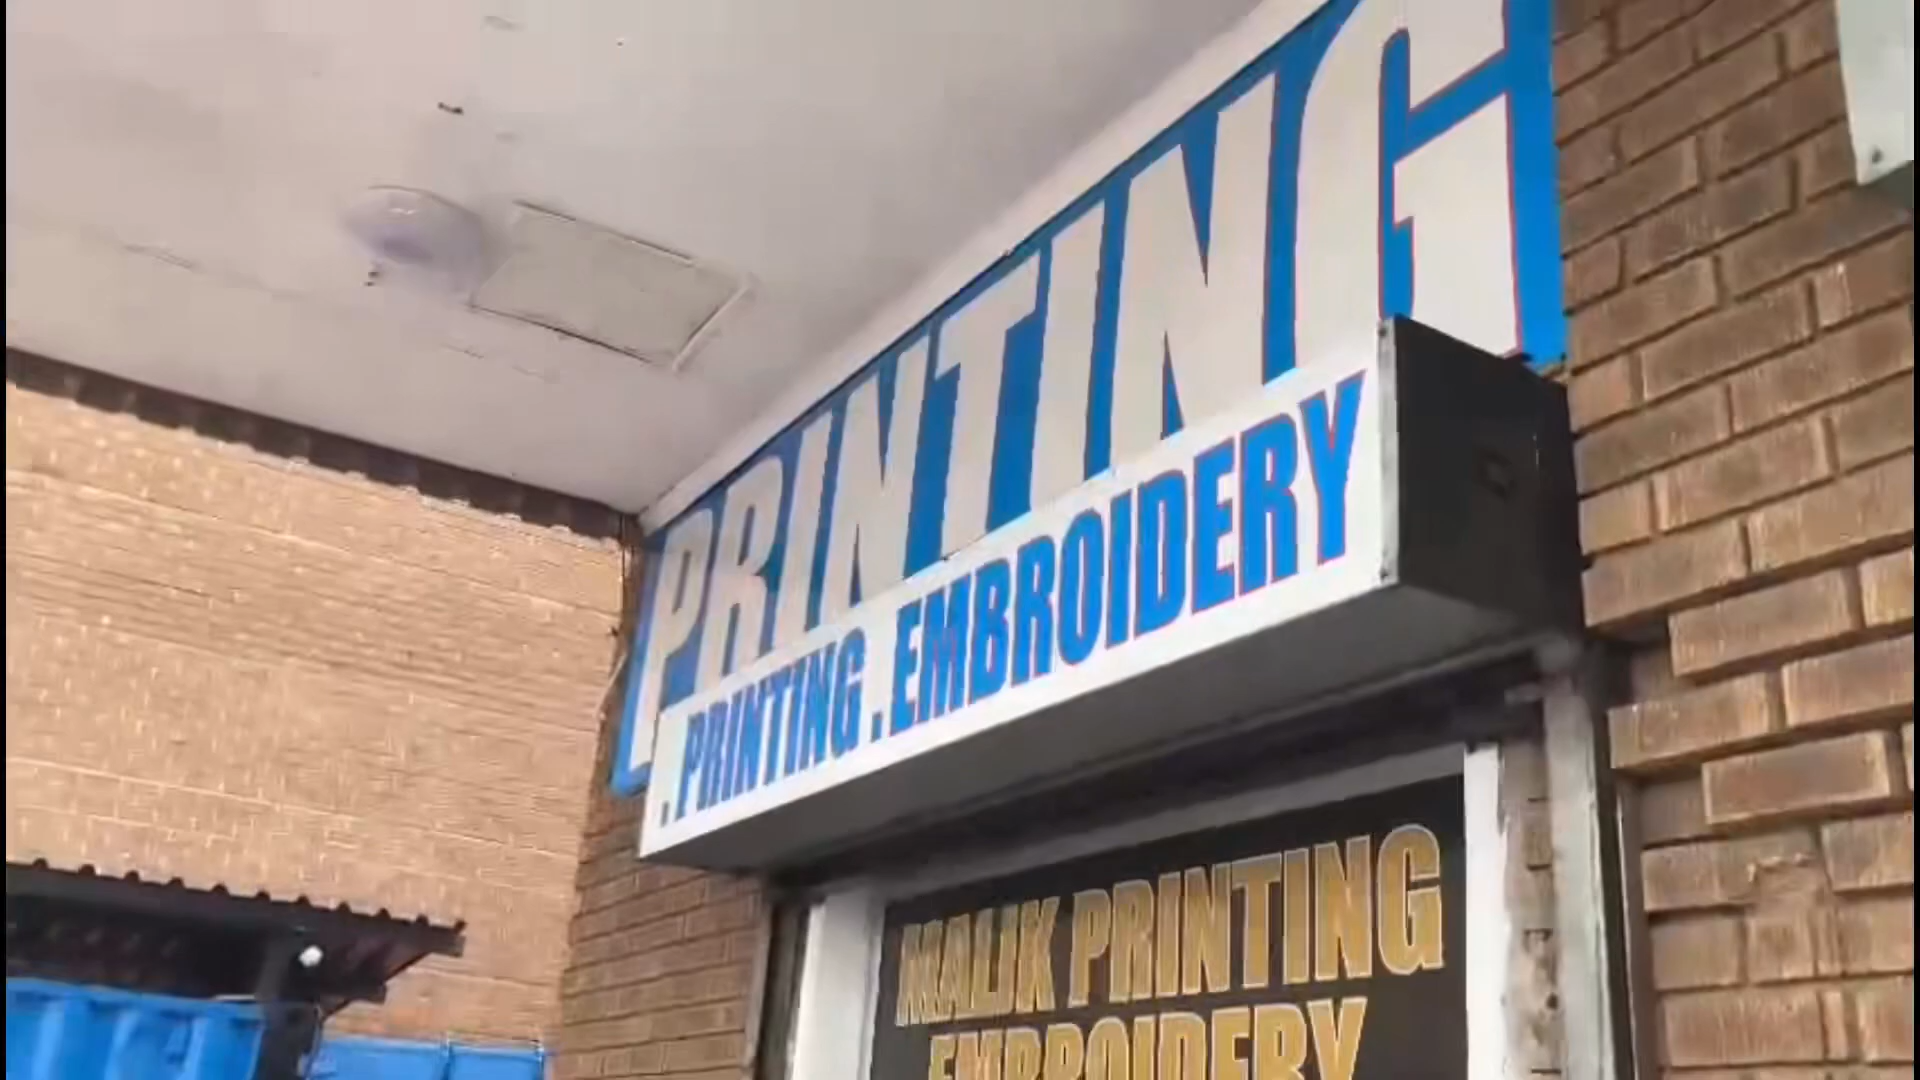 PRINTING
. PRINTING . EMBROIDERY
MALIK PRINTING
EMBROIDERY